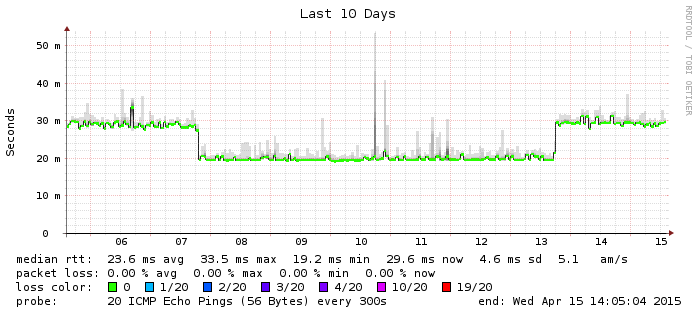 Last 10 Days
RRDTOOL / TOBI OETIKER
Seconds
50 m
40 m
30 m
20 m
10 m
0
06 07 08 09 10 11 12 13 14 15
median rtt: 23.6 ms avg 33.5 ms max 19.2 ms min 29.6 ms now 4.6 ms sd 5.1 am/s
packet loss: 0.00 % avg 0.00 % max 0.00 % min 0.00 % now
loss color: 0 1/20 2/20 3/20 4/20 10/20 19/20
probe: 20 ICMP Echo Pings (56 Bytes) every 300s end: Wed Apr 15 14:05:04 2015